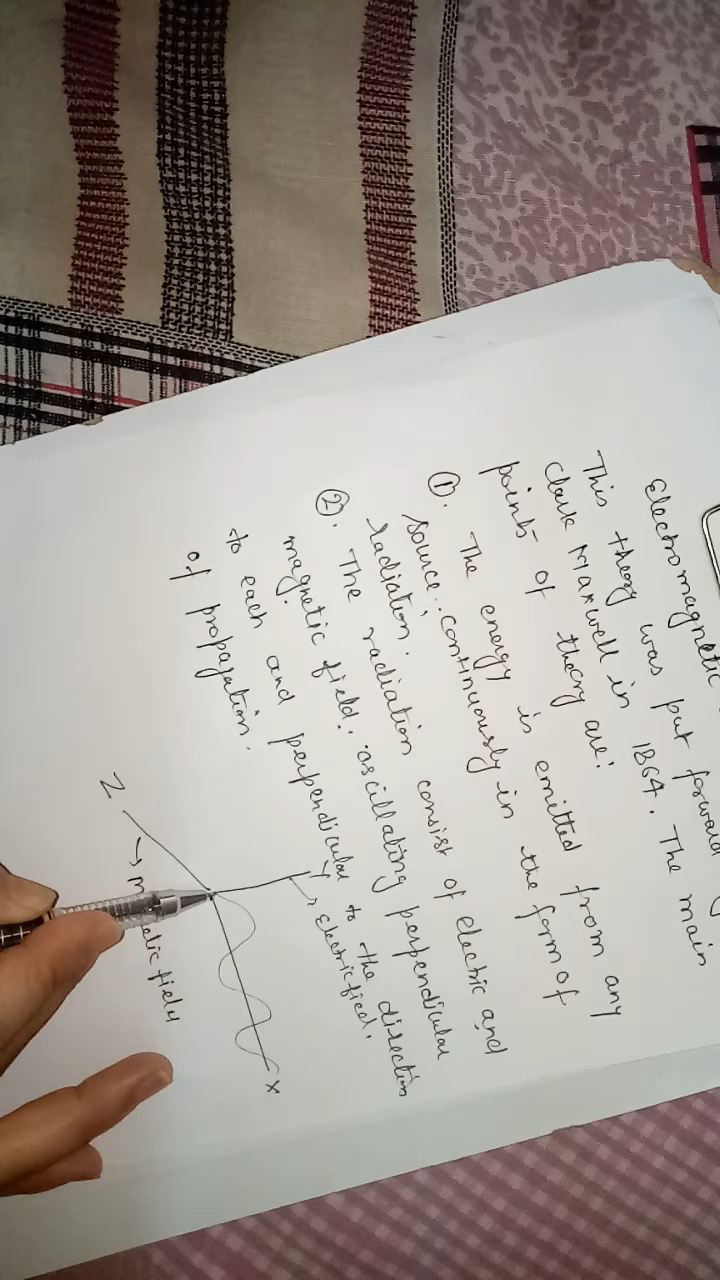 Electromagnetic
This theory was put forward
Clark Maxwell in 1864. The main
points of theory are:
①. The energy is emitted from any
source.. continuously in the form of
radiation.
②. The radiation consist of electric and
magnetic field. oscillating perpendicular
to each and perpendicular to the direction
of propagation.
Y
→ Electric field.
Z
→ M etic field
X